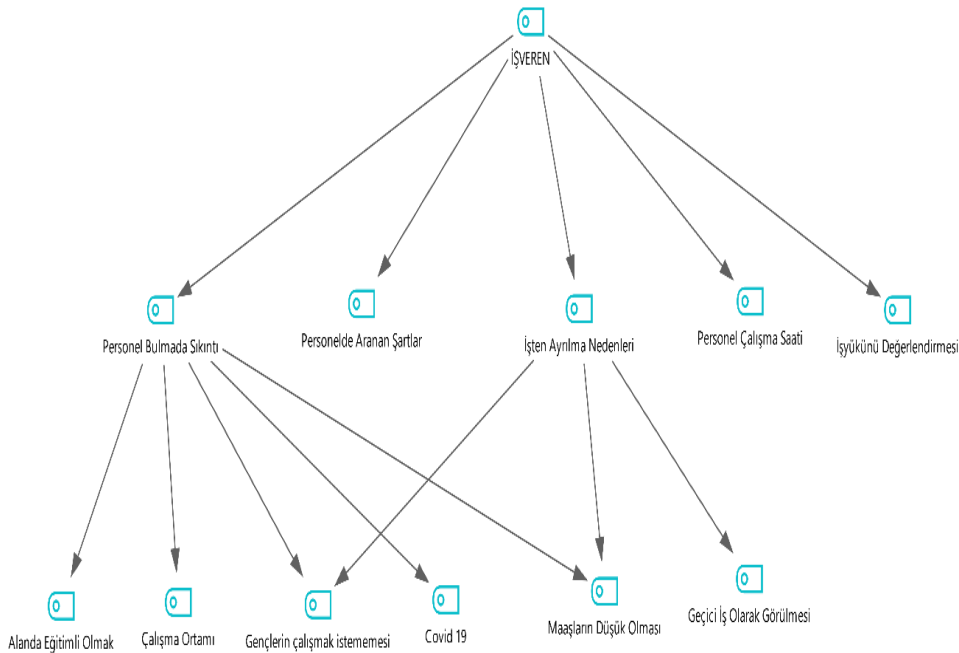 İŞVEREN
Personel Bulmada Sıkıntı
Personelde Aranan Şartlar
İşten Ayrılma Nedenleri
Personel Çalışma Saati
İşyükünü Değerlendirmesi
Alanda Eğitimli Olmak
Çalışma Ortamı
Gençlerin çalışmak istememesi
Covid 19
Maaşların Düşük Olması
Geçici İş Olarak Görülmesi